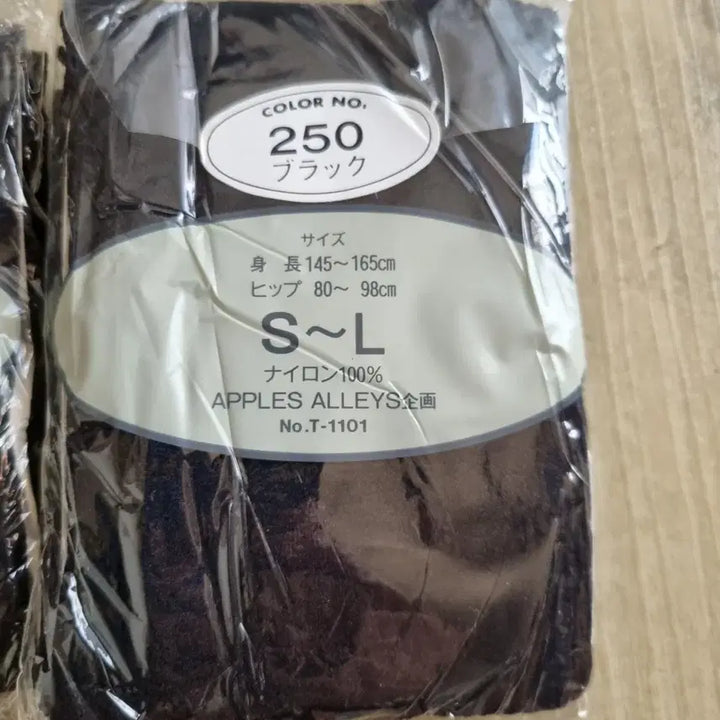 COLOR NO.
250
ブラック
サイズ
身 長 145～165cm
ヒップ 80～ 98cm
S～L
ナイロン100%
APPLES ALLEYS企画
No.T-1101